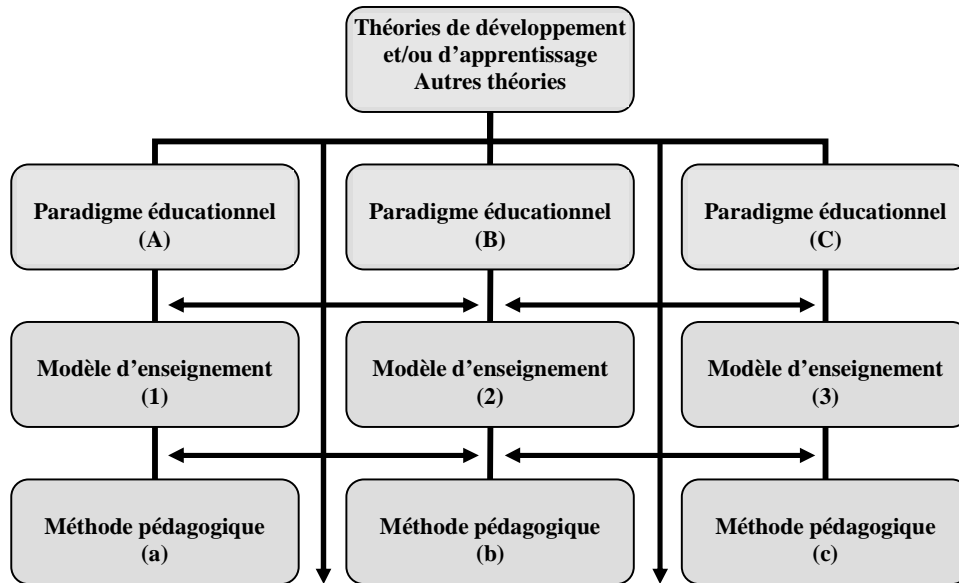 Théories de développement
et/ou d’apprentissage
Autres théories
Paradigme éducationnel
(A)
Paradigme éducationnel
(B)
Paradigme éducationnel
(C)
Modèle d’enseignement
(1)
Modèle d’enseignement
(2)
Modèle d’enseignement
(3)
Méthode pédagogique
(a)
Méthode pédagogique
(b)
Méthode pédagogique
(c)